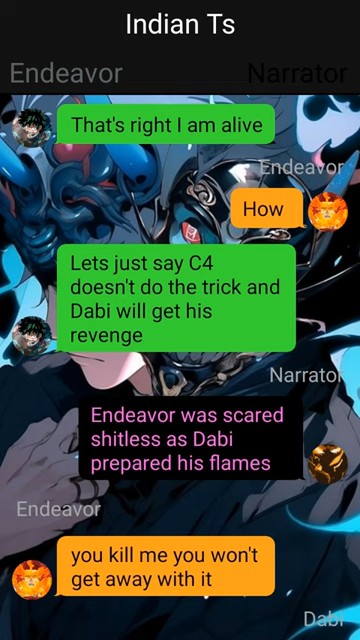 Indian Ts
Endeavor
Narrator
That's right I am alive
Endeavor
How
Lets just say C4
doesn't do the trick and
Dabi will get his
revenge
Narrator
Endeavor was scared
shitless as Dabi
prepared his flames
Endeavor
you kill me you won't
get away with it
Dabi